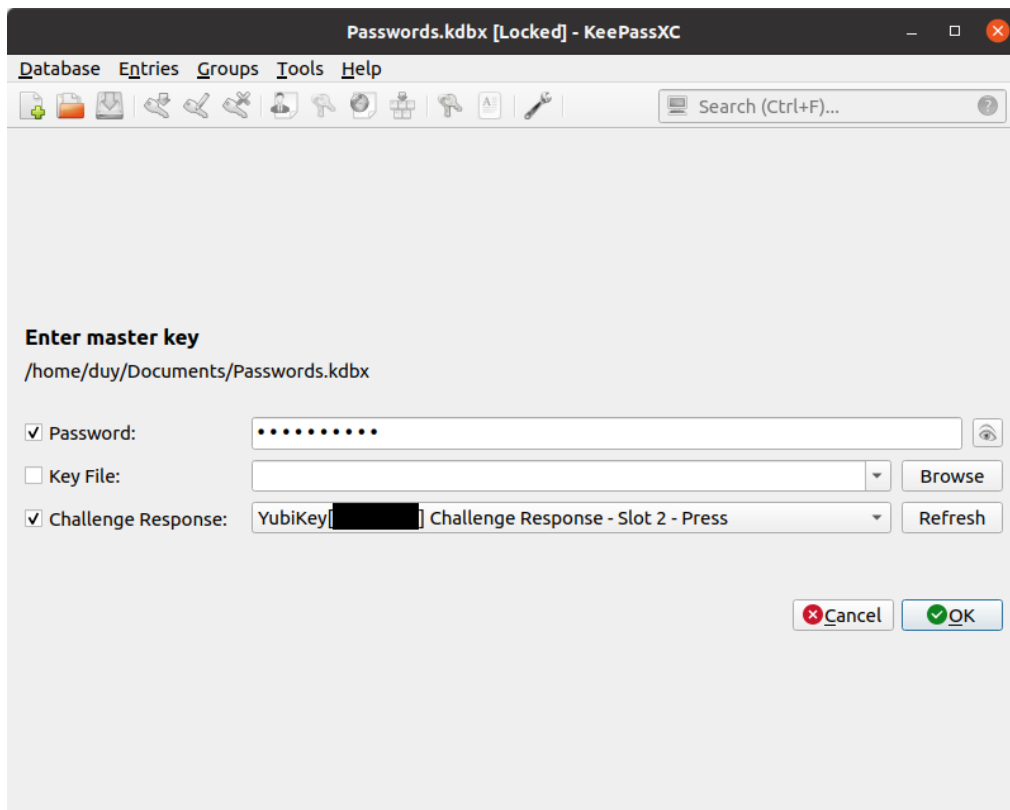 Passwords.kdbx [Locked] - KeePassXC
Database Entries Groups Tools Help
Search (Ctrl+F)...
Enter master key
/home/duy/Documents/Passwords.kdbx
Password: ••••••••••
Key File: Browse
Challenge Response: YubiKey[ ] Challenge Response - Slot 2 - Press Refresh
Cancel OK